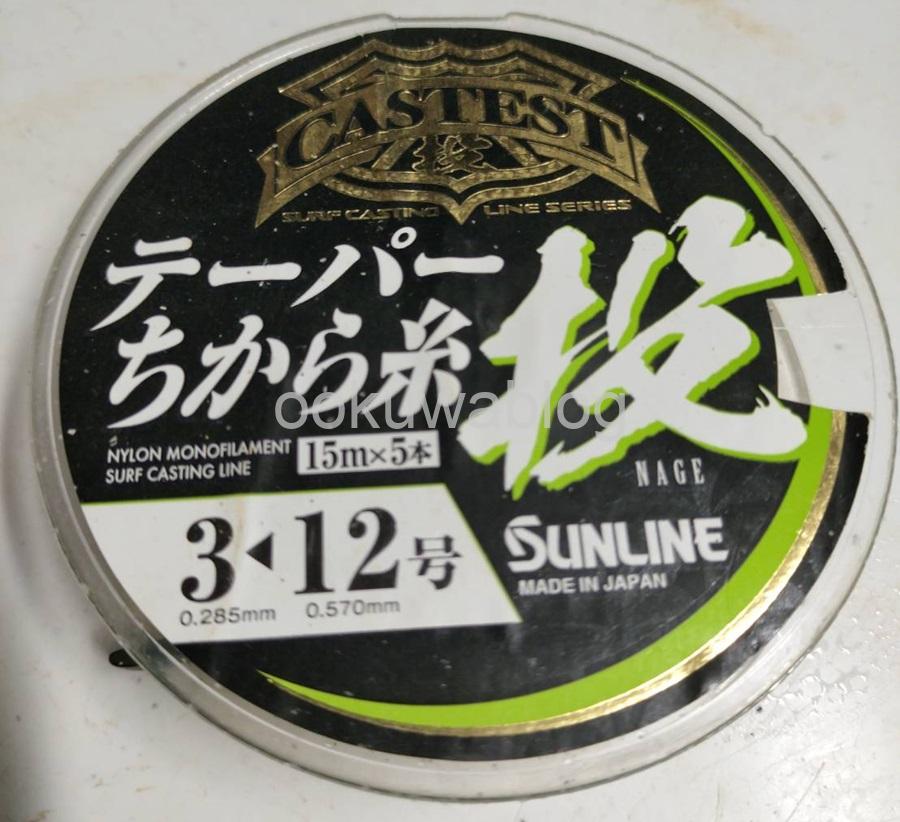 CASTEST
投
SURF CASTING LINE SERIES
テーパー
ちから糸
投
NAGE
ookuwablog
NYLON MONOFILAMENT
SURF CASTING LINE
15m×5本
3◀12号
0.285mm 0.570mm
SUNLINE
MADE IN JAPAN